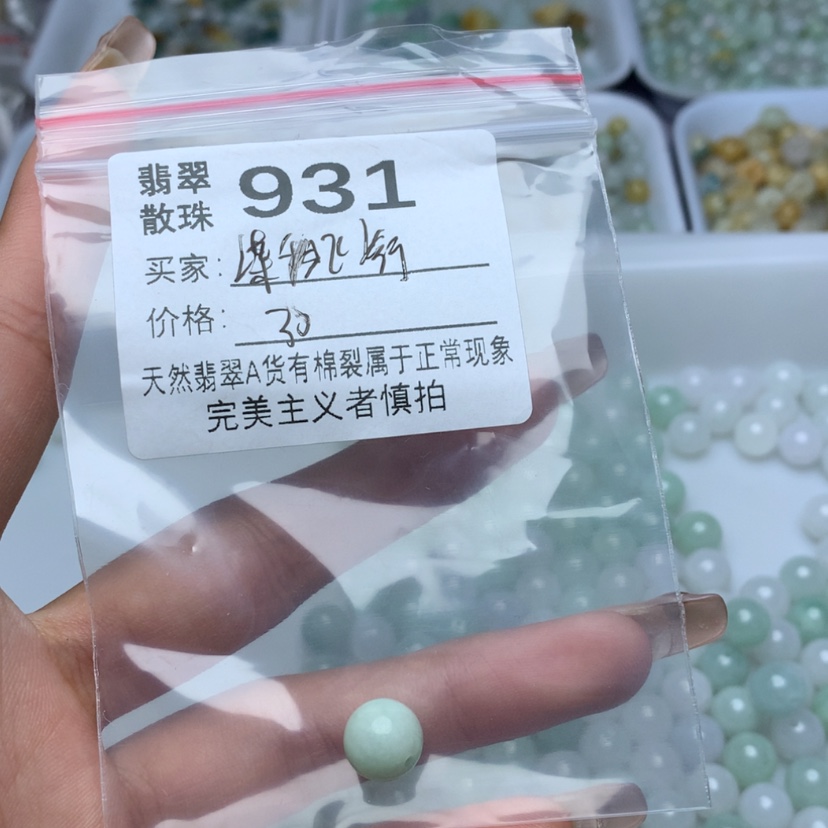 翡翠 931
散珠
买家:
价格: 30
天然翡翠A货有棉裂属于正常现象
完美主义者慎拍